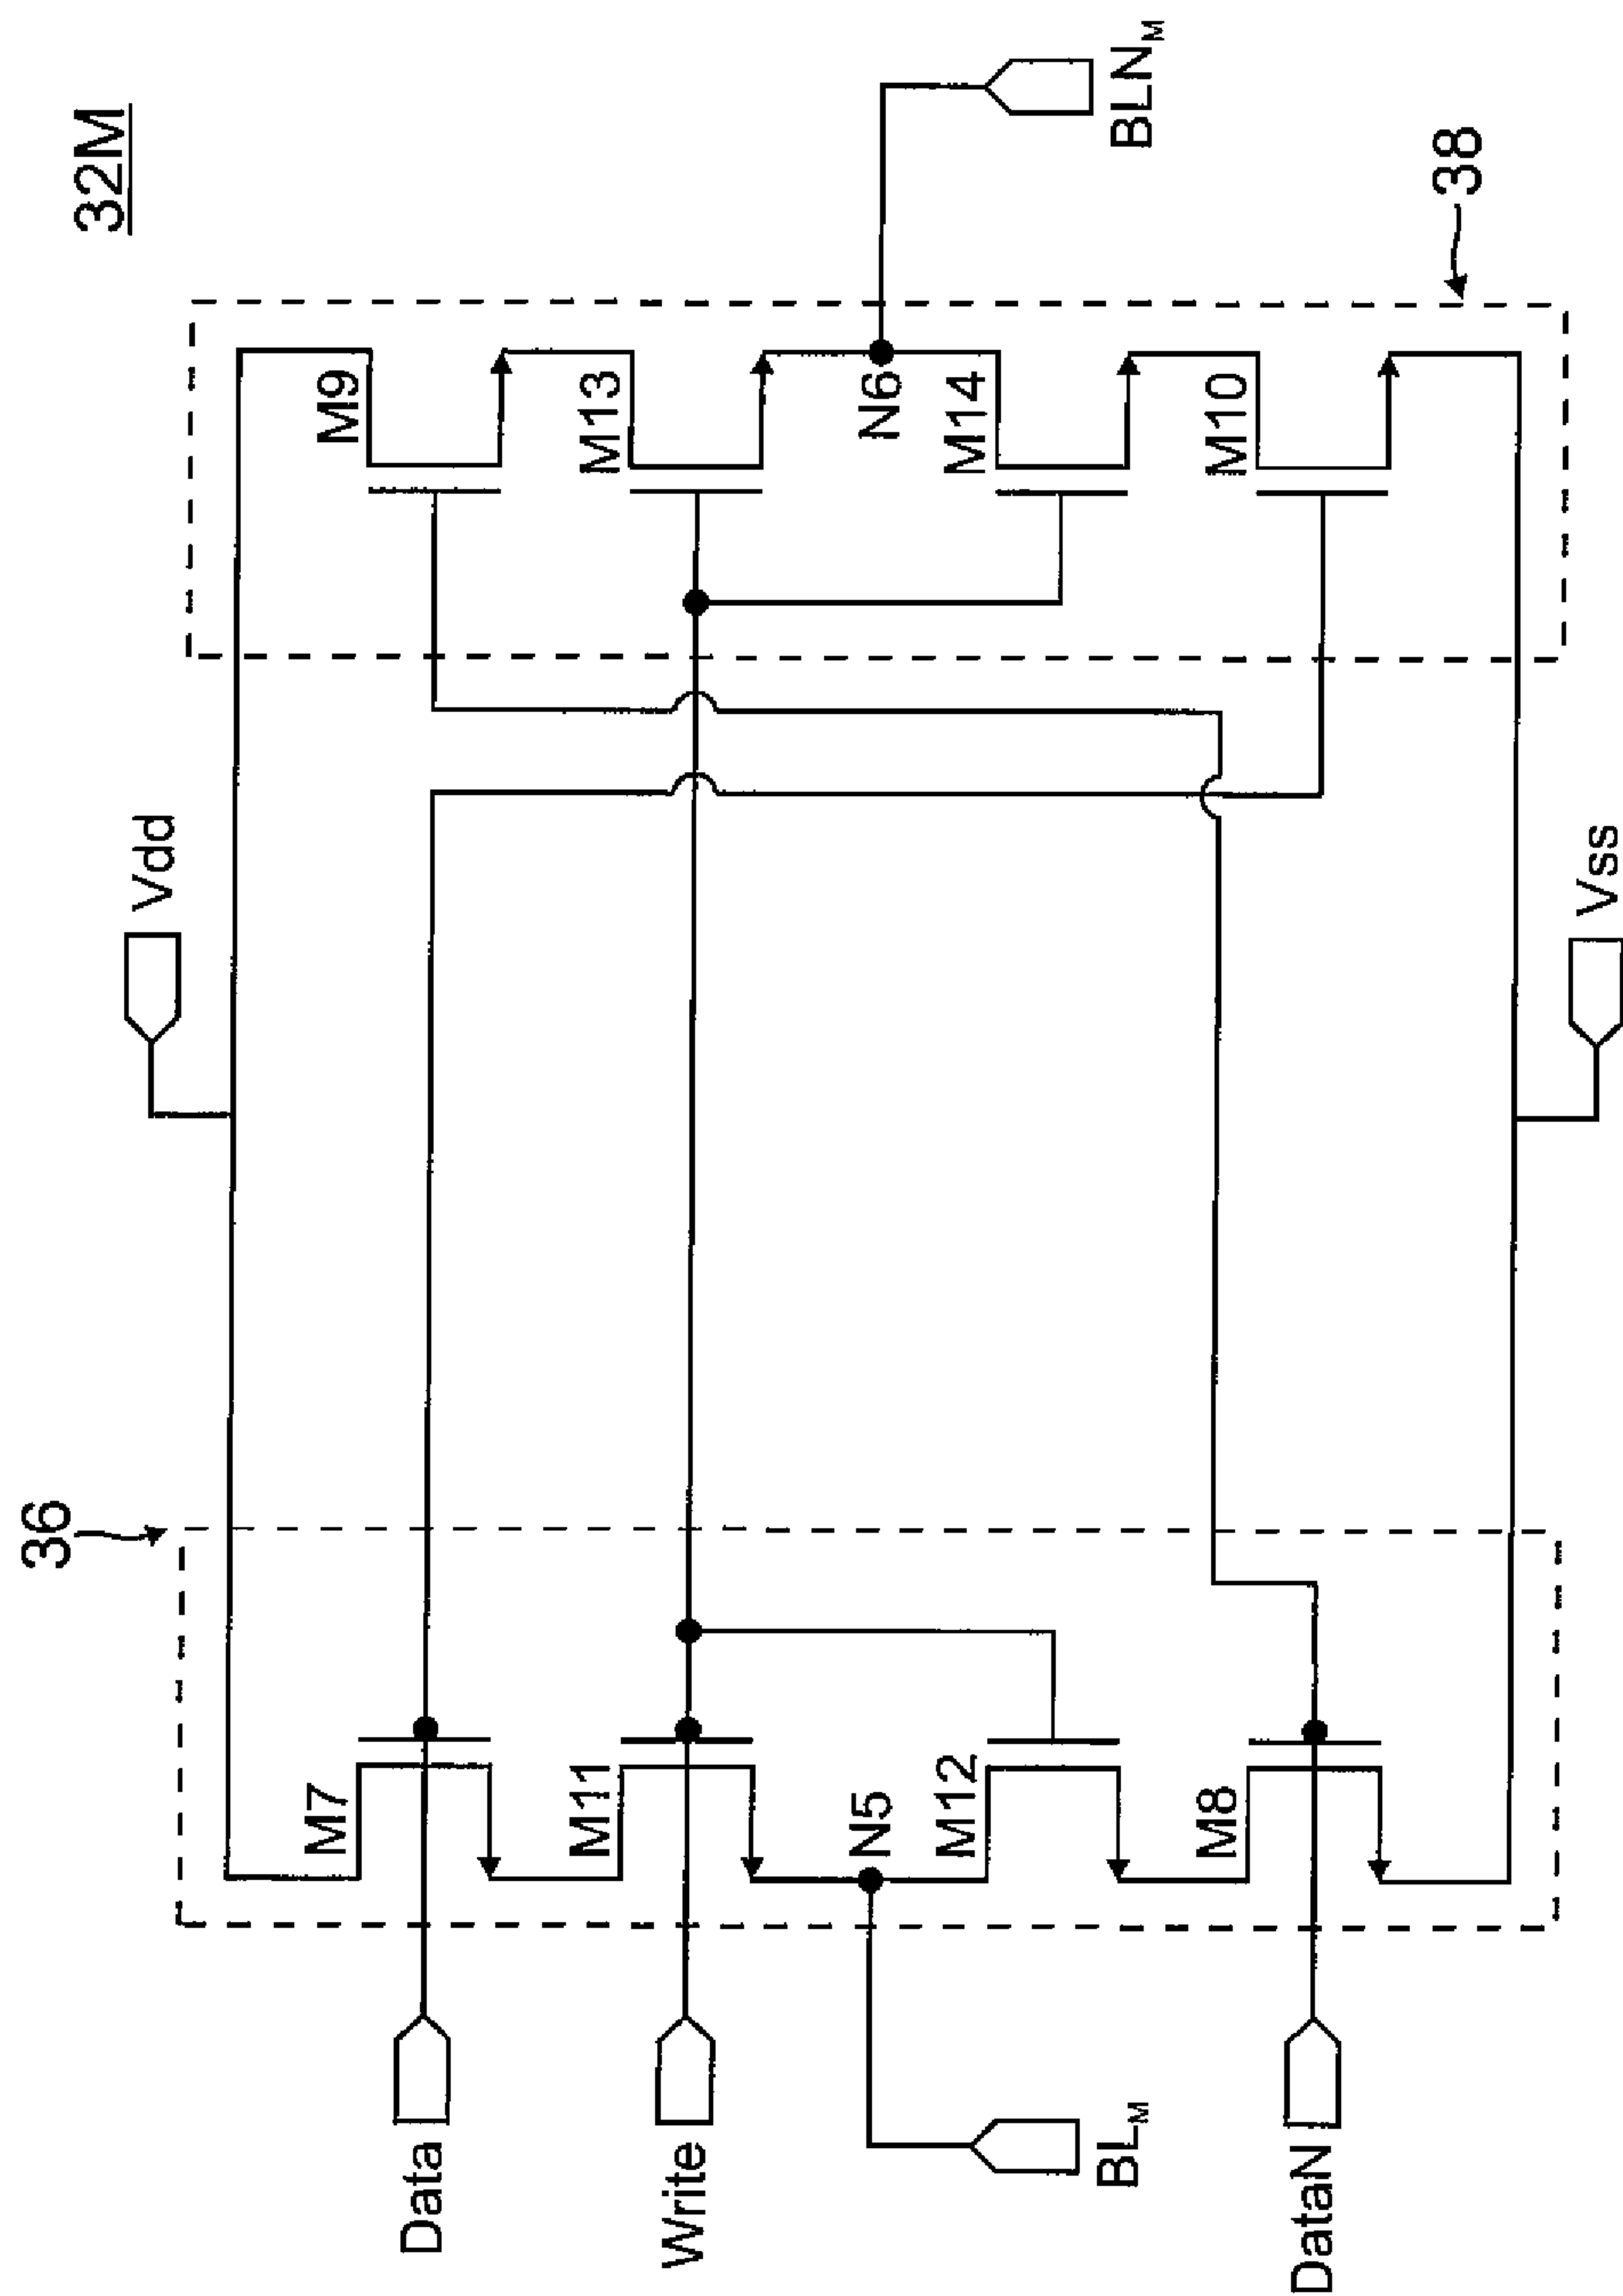 32M
36
Vdd
38
Data
M7
M9
Write
M11
M13
N5
N6
BL_M
BLN_M
M12
M14
DataN
M8
M10
Vss